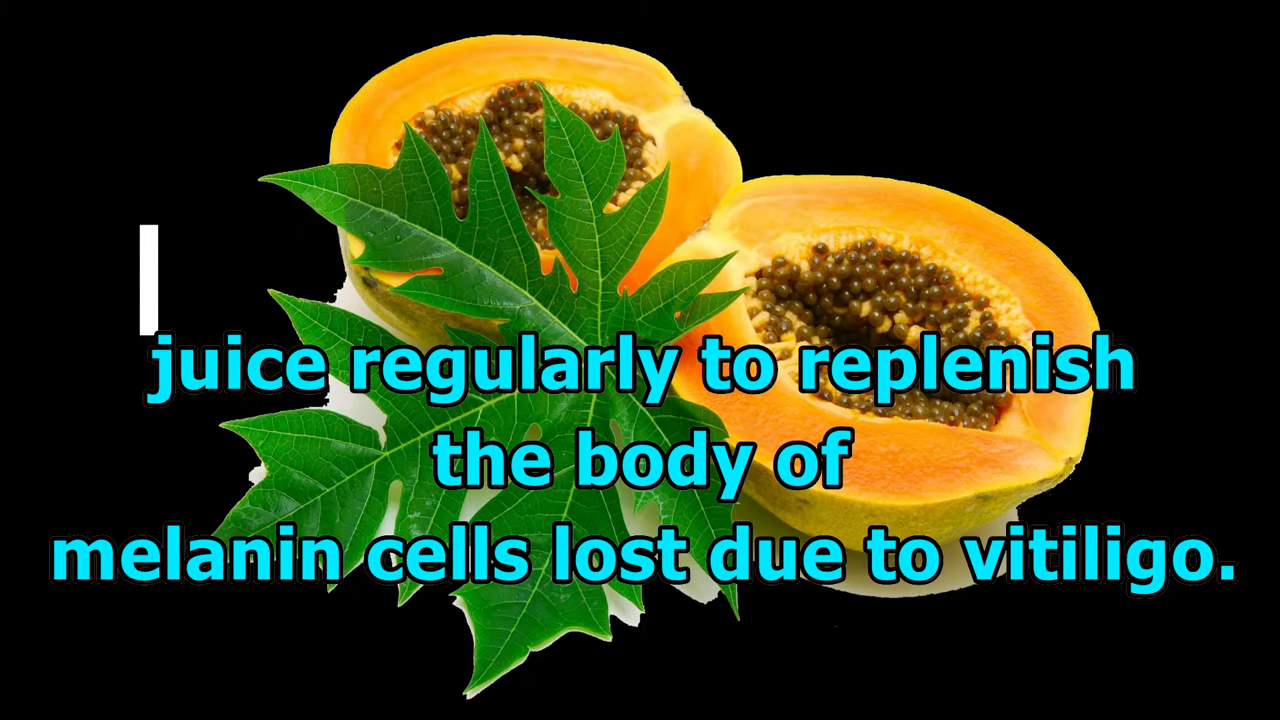 juice regularly to replenish
the body of
melanin cells lost due to vitiligo.